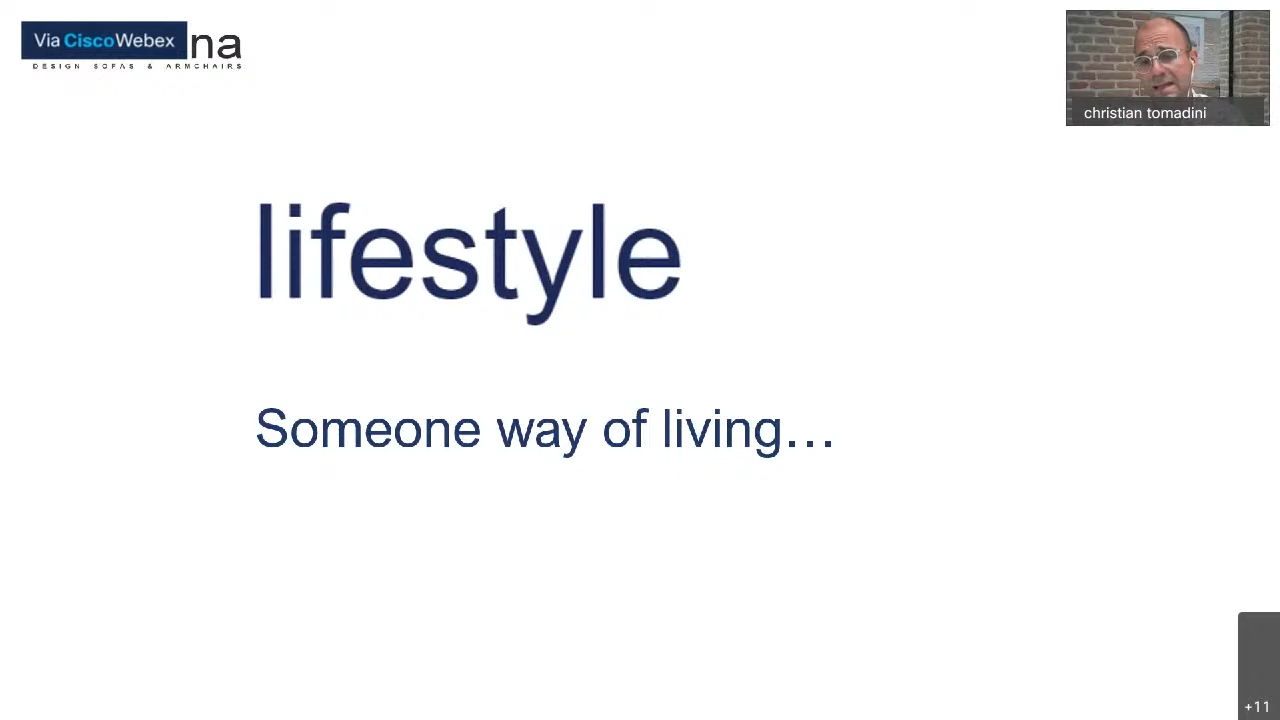 Via CiscoWebex na
DESIGN SOFAS & ARMCHAIRS
christian tomadini
lifestyle
Someone way of living...
+11